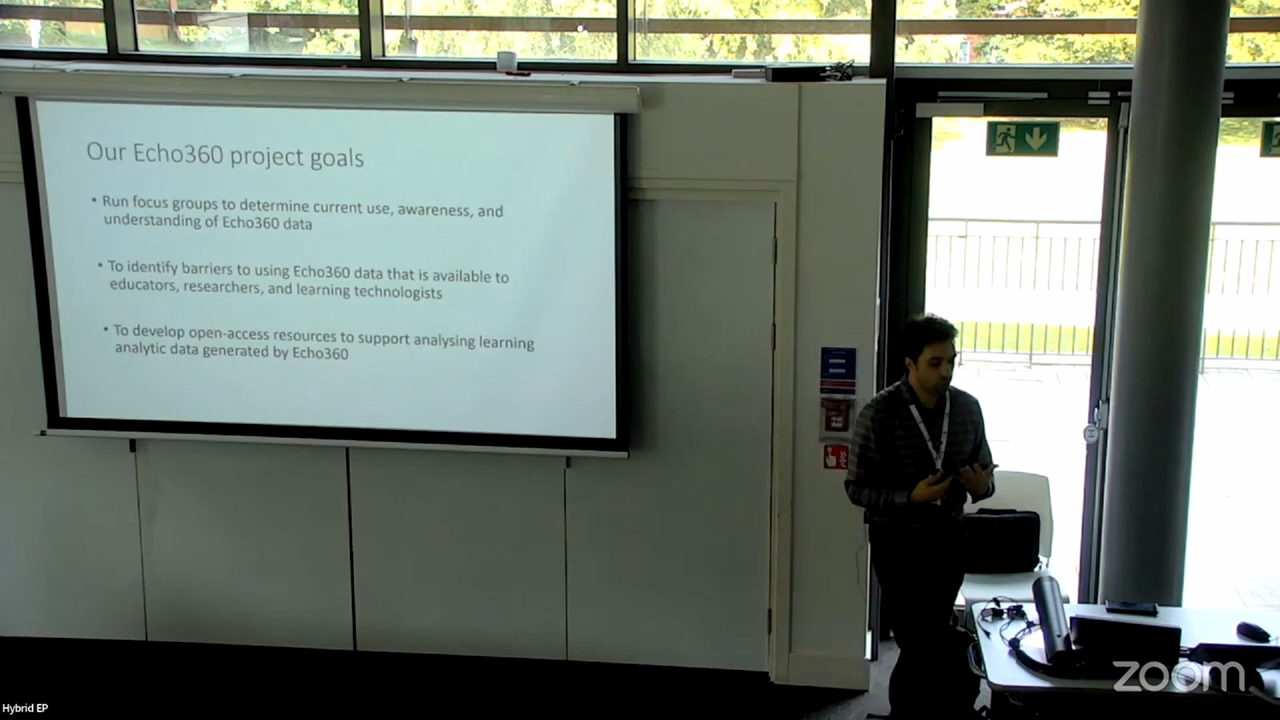 Our Echo360 project goals
• Run focus groups to determine current use, awareness, and
understanding of Echo360 data
• To identify barriers to using Echo360 data that is available to
educators, researchers, and learning technologists
• To develop open-access resources to support analysing learning
analytic data generated by Echo360
zoom
Hybrid EP